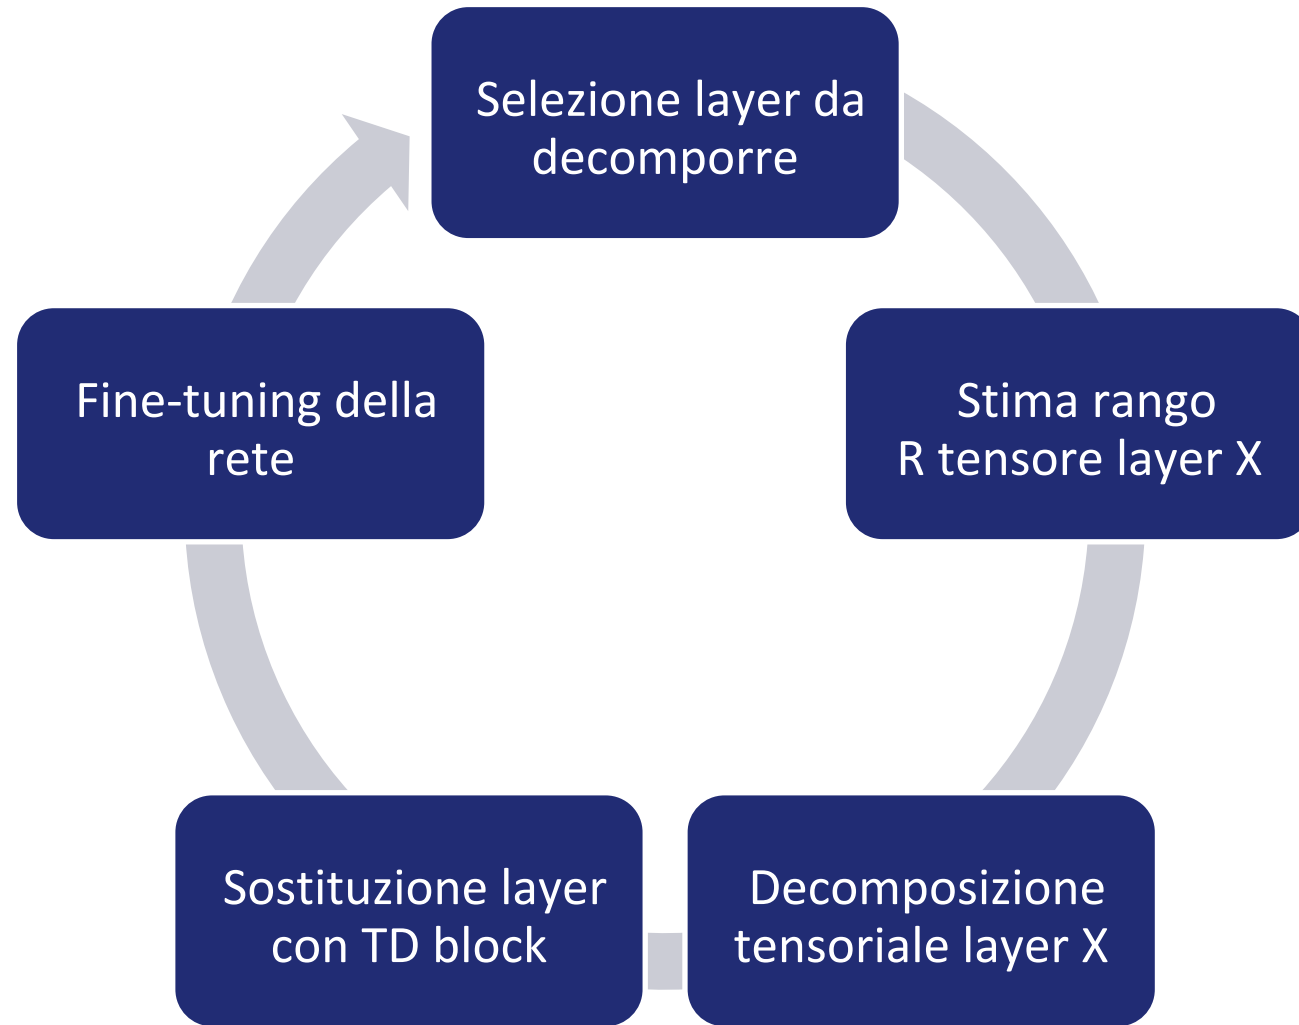 Selezione layer da
decomporre
Stima rango
R tensore layer X
Decomposizione
tensoriale layer X
Sostituzione layer
con TD block
Fine-tuning della
rete